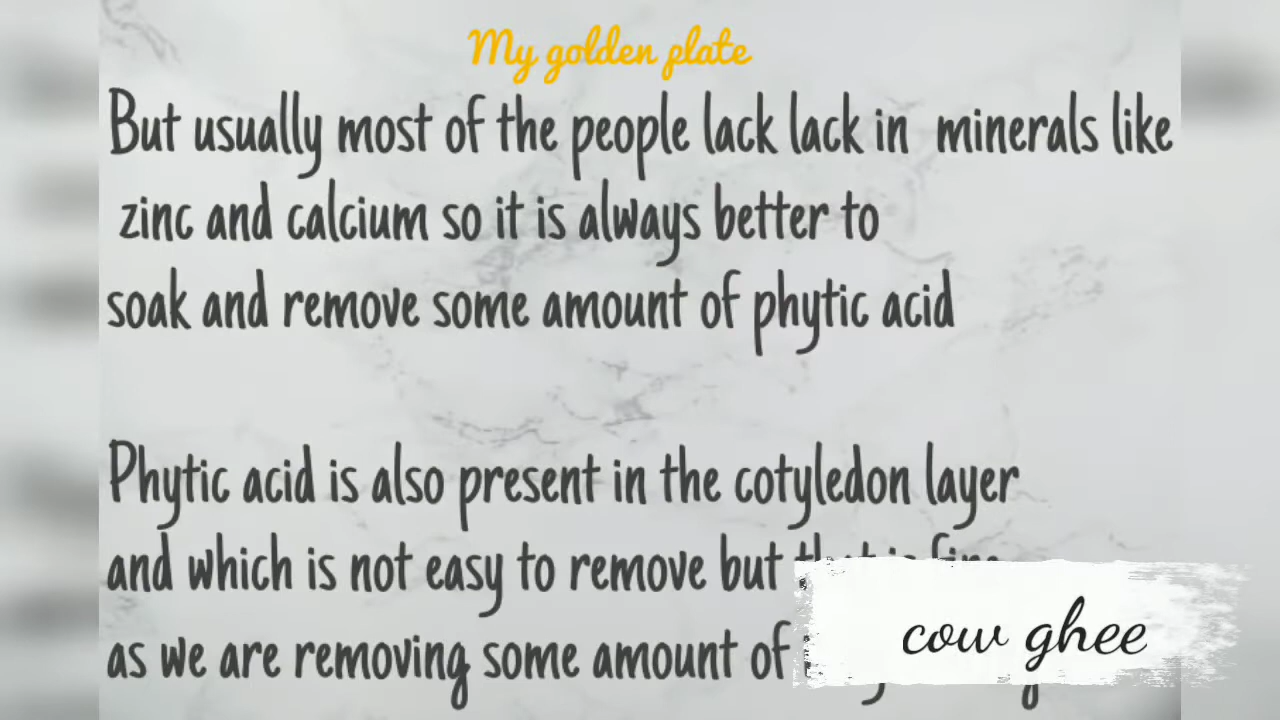 My golden plate
But usually most of the people lack lack in minerals like
zinc and calcium so it is always better to
soak and remove some amount of phytic acid
Phytic acid is also present in the cotyledon layer
and which is not easy to remove but that is fine
as we are removing some amount of
cow ghee